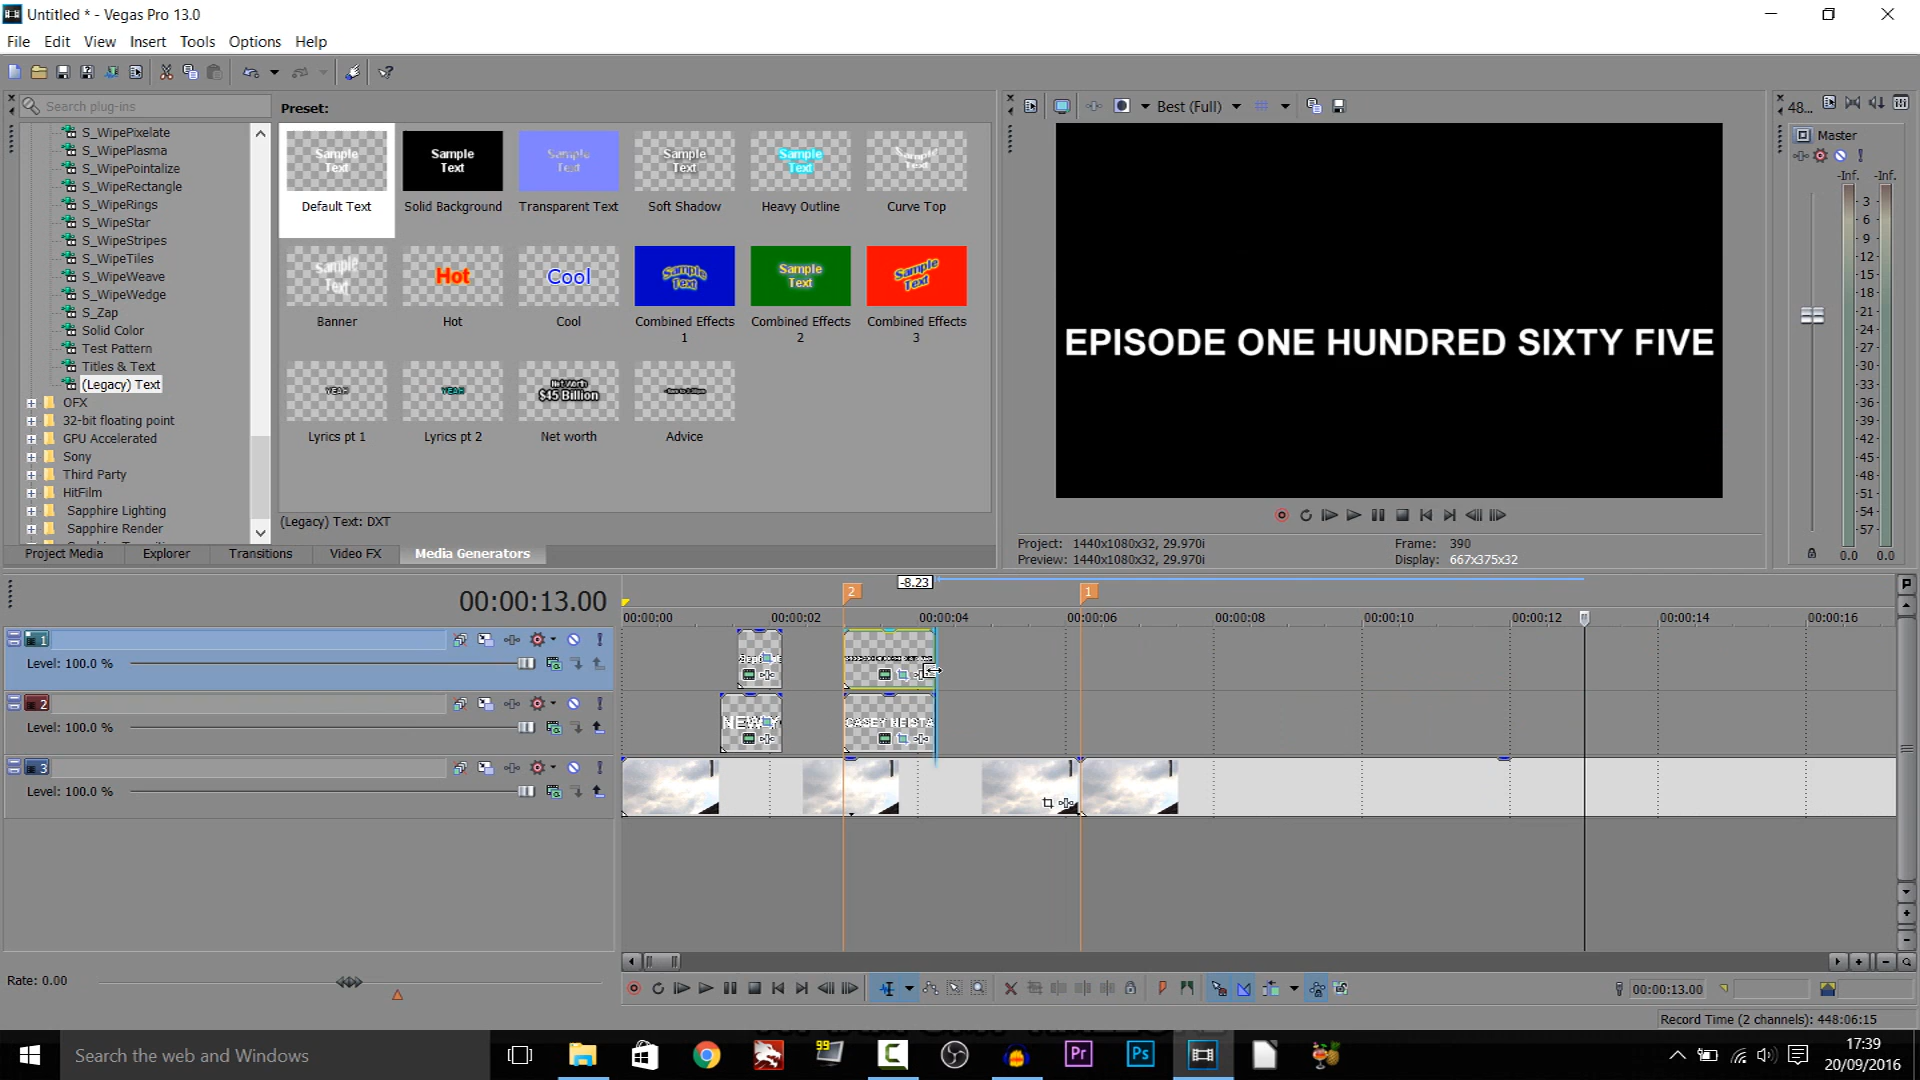 Untitled * - Vegas Pro 13.0
File Edit View Insert Tools Options Help
Search plug-ins
Preset:
S_WipePixelate
S_WipePlasma
S_WipePointalize
S_WipeRectangle
S_WipeRings
S_WipeStar
S_WipeStripes
S_WipeTiles
S_WipeWeave
S_WipeWedge
S_Zap
Solid Color
Test Pattern
Titles & Text
(Legacy) Text
OFX
32-bit floating point
GPU Accelerated
Sony
Third Party
HitFilm
Sapphire Lighting
Sapphire Render
Sample Text
Sample Text
Sample Text
Sample Text
Sample Text
Sample Text
Default Text Solid Background Transparent Text Soft Shadow Heavy Outline Curve Top
Sample Text
Hot
Cool
Sample Text
Sample Text
Sample Text
Banner Hot Cool Combined Effects 1 Combined Effects 2 Combined Effects 3
YEAH
YEAH
Net Worth
$45 Billion
Lyrics pt 1 Lyrics pt 2 Net worth Advice
(Legacy) Text: DXT
Project Media Explorer Transitions Video FX Media Generators
Best (Full)
EPISODE ONE HUNDRED SIXTY FIVE
Project: 1440x1080x32, 29.970i
Preview: 1440x1080x32, 29.970i
Frame: 390
Display: 667x375x32
48...
Master
-Inf. -Inf.
3
6
9
12
15
18
21
24
27
30
33
36
39
42
45
48
51
54
57
0.0 0.0
00:00:13.00
-8.23
2
1
00:00:00 00:00:02 00:00:04 00:00:06 00:00:08 00:00:10 00:00:12 00:00:14 00:00:16
1
Level: 100.0 %
2
Level: 100.0 %
NEW Y
CASEY NEISTA
3
Level: 100.0 %
Rate: 0.00
00:00:13.00
Record Time (2 channels): 448:06:15
Search the web and Windows
99
Pr
Ps
17:39
20/09/2016